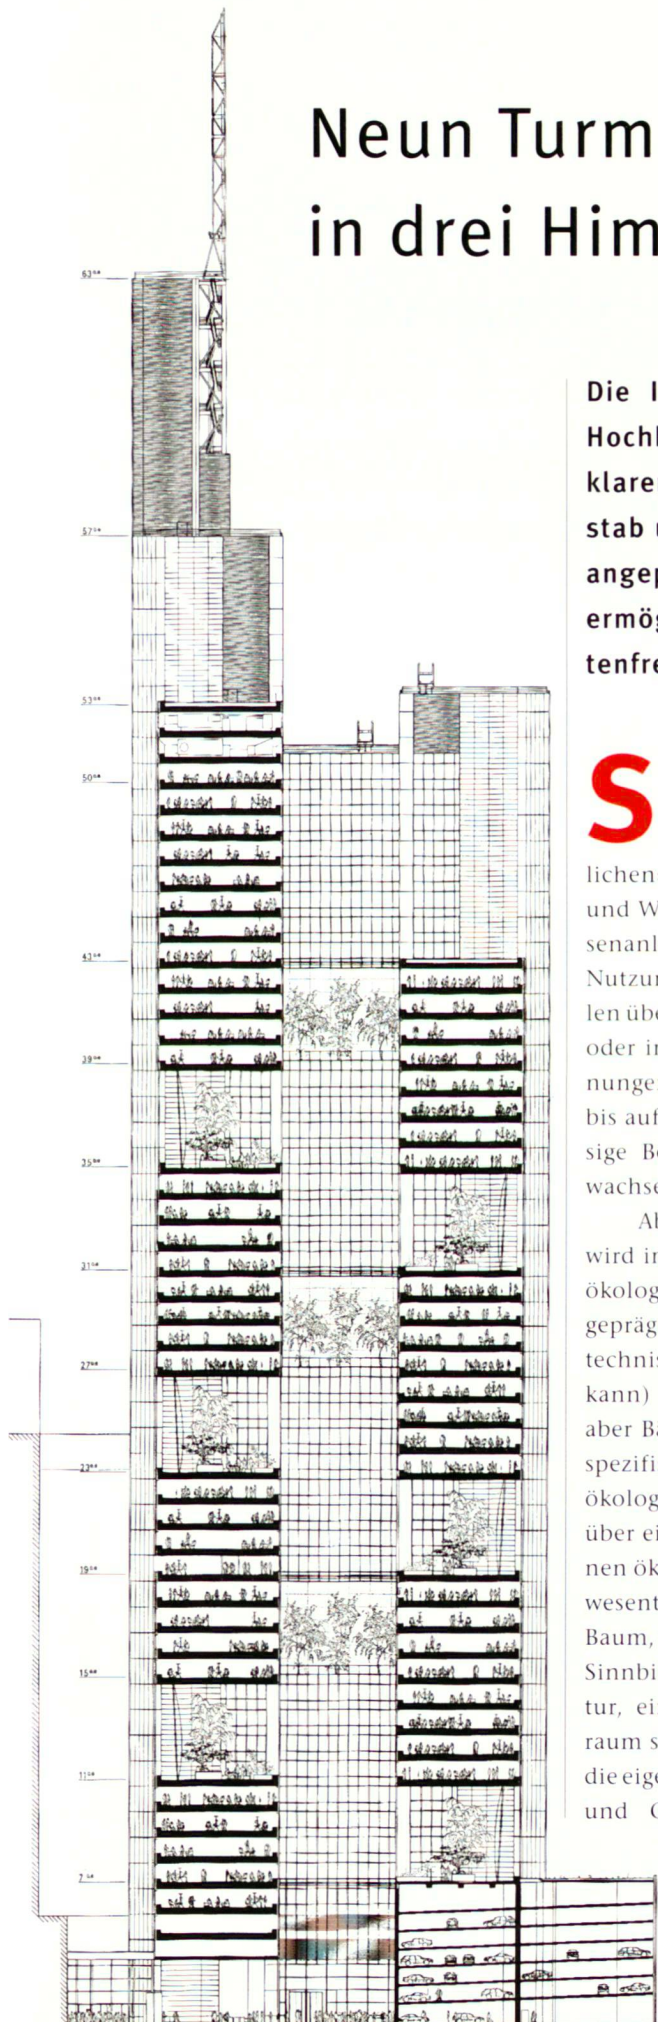 Neun Turm
in drei Him
Die I
Hochl
klare
stab u
angep
ermög
tenfre
S
lichen
und W
senanl
Nutzur
len übe
oder in
nunge
bis auf
sige Be
wachse
Ab
wird in
ökolog
gepräg
technis
kann)
aber Ba
spezifi
ökolog
über ei
nen ök
wesent
Baum,
Sinnbi
tur, ei
raum s
die eige
und O
63
57
53
50
43
39
35
31
27
23
19
15
11
7